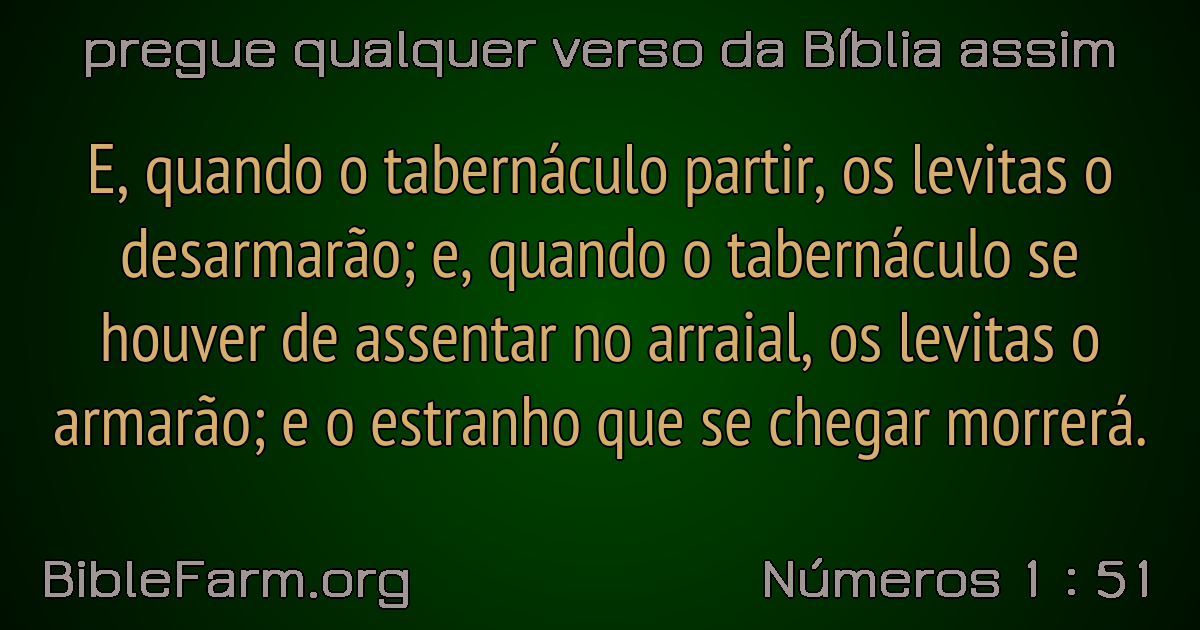 pregue qualquer verso da Bíblia assim
E, quando o tabernáculo partir, os levitas o
desarmarão; e, quando o tabernáculo se
houver de assentar no arraial, os levitas o
armarão; e o estranho que se chegar morrerá.
BibleFarm.org
Números 1 : 51